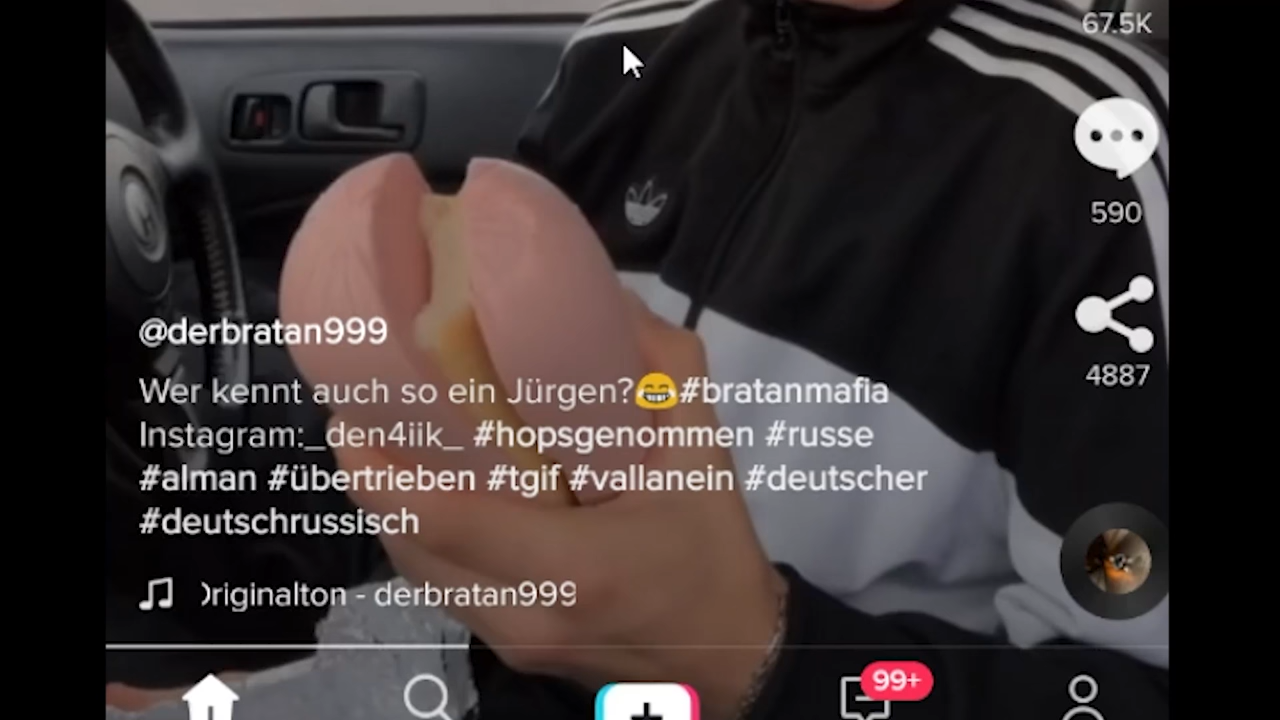 67.5K
590
4887
@derbratan999
Wer kennt auch so ein Jürgen?😂#bratanmafia
Instagram:_den4iik_ #hopsgenommen #russe
#alman #übertrieben #tgif #vallanein #deutscher
#deutschrussisch
Originalton - derbratan999
99+